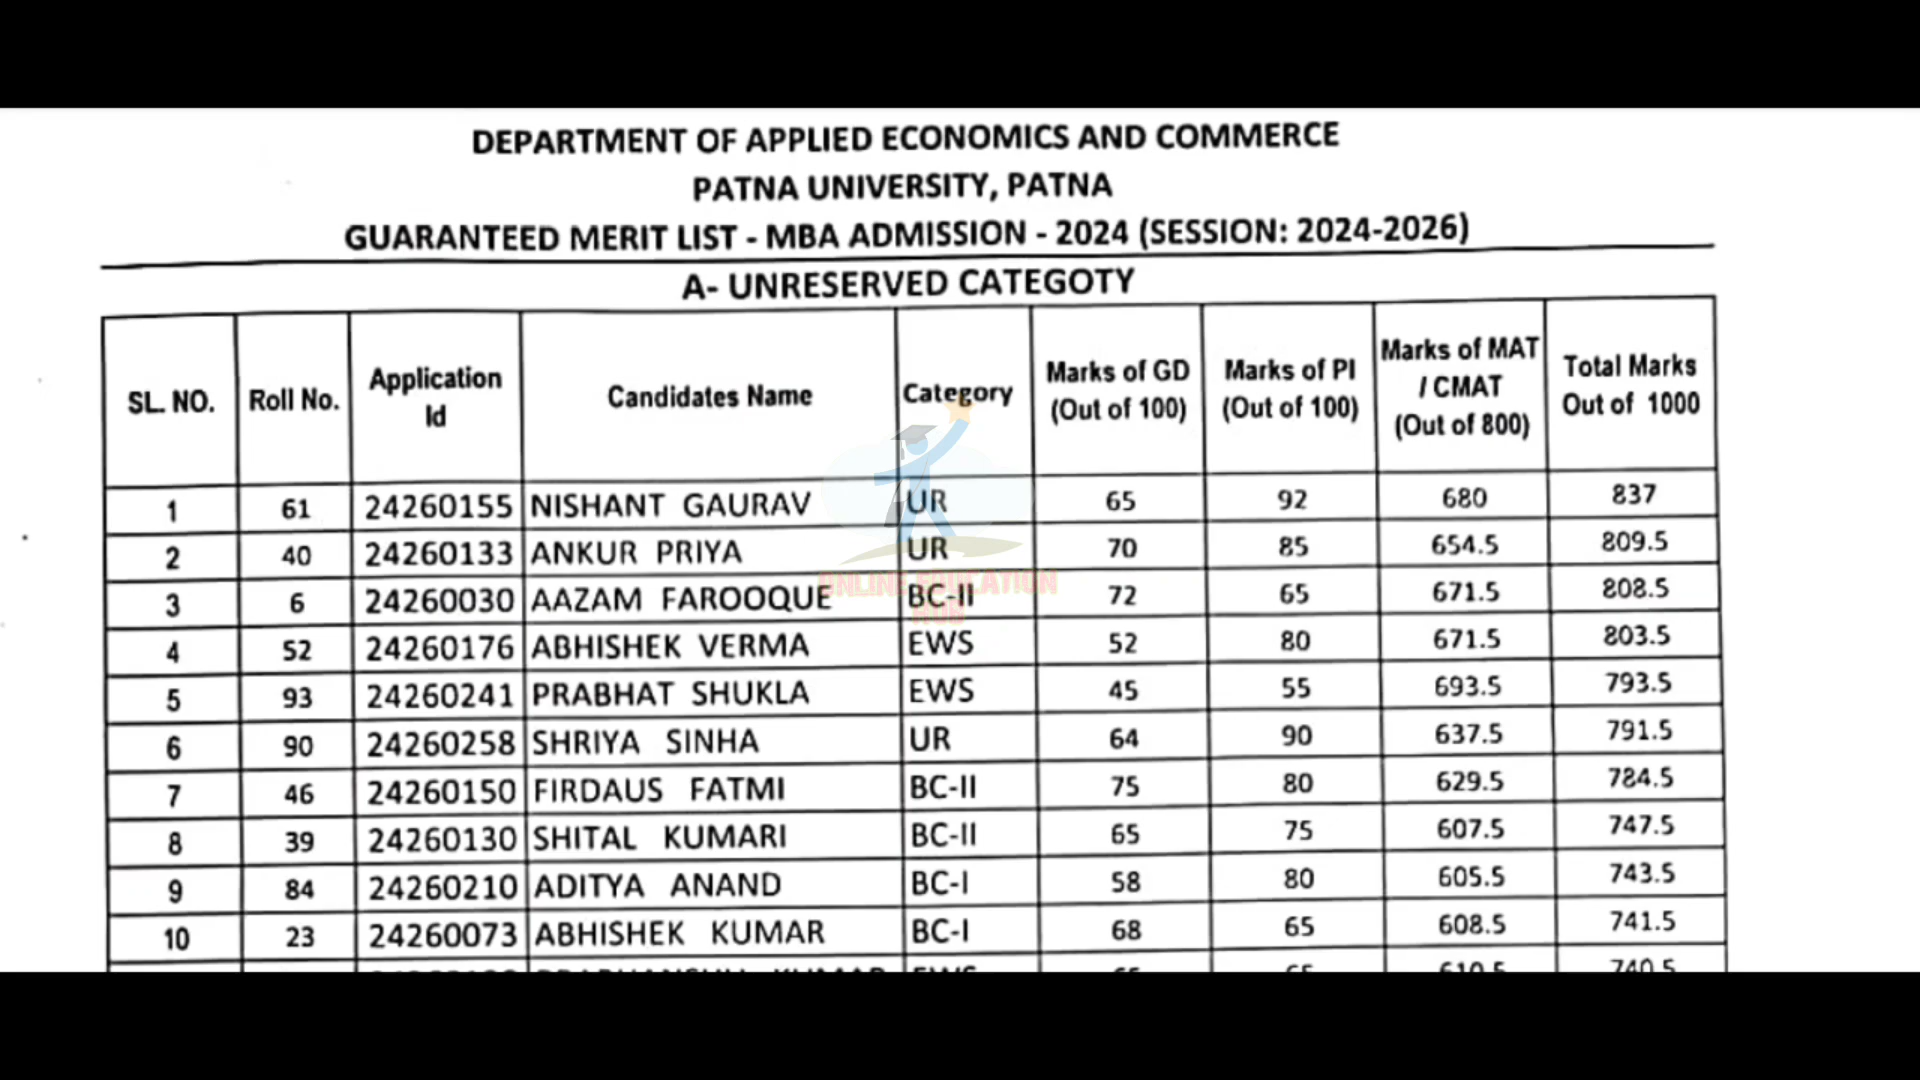 DEPARTMENT OF APPLIED ECONOMICS AND COMMERCE
PATNA UNIVERSITY, PATNA
GUARANTEED MERIT LIST - MBA ADMISSION - 2024 (SESSION: 2024-2026)
A- UNRESERVED CATEGOTY
SL. NO. Roll No. Application Id Candidates Name Category Marks of GD (Out of 100) Marks of PI (Out of 100) Marks of MAT / CMAT (Out of 800) Total Marks Out of 1000
1 61 24260155 NISHANT GAURAV UR 65 92 680 837
2 40 24260133 ANKUR PRIYA UR 70 85 654.5 809.5
3 6 24260030 AAZAM FAROOQUE BC-II 72 65 671.5 808.5
4 52 24260176 ABHISHEK VERMA EWS 52 80 671.5 803.5
5 93 24260241 PRABHAT SHUKLA EWS 45 55 693.5 793.5
6 90 24260258 SHRIYA SINHA UR 64 90 637.5 791.5
7 46 24260150 FIRDAUS FATMI BC-II 75 80 629.5 784.5
8 39 24260130 SHITAL KUMARI BC-II 65 75 607.5 747.5
9 84 24260210 ADITYA ANAND BC-I 58 80 605.5 743.5
10 23 24260073 ABHISHEK KUMAR BC-I 68 65 608.5 741.5
KUMAR EWS 610.5 740.5
ONLINE EDUCATION
HUB